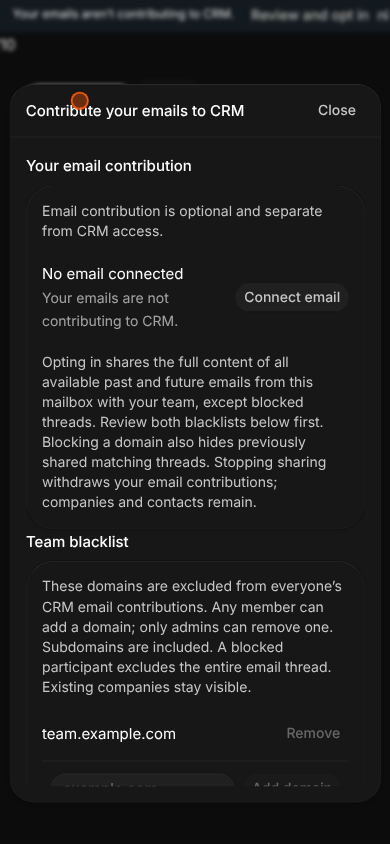 Your emails aren't contributing to CRM. Review and opt in
10
Contribute your emails to CRM Close
Your email contribution
Email contribution is optional and separate
from CRM access.
No email connected
Your emails are not
contributing to CRM.
Connect email
Opting in shares the full content of all
available past and future emails from this
mailbox with your team, except blocked
threads. Review both blacklists below first.
Blocking a domain also hides previously
shared matching threads. Stopping sharing
withdraws your email contributions;
companies and contacts remain.
Team blacklist
These domains are excluded from everyone's
CRM email contributions. Any member can
add a domain; only admins can remove one.
Subdomains are included. A blocked
participant excludes the entire email thread.
Existing companies stay visible.
team.example.com Remove
example.com Add domain